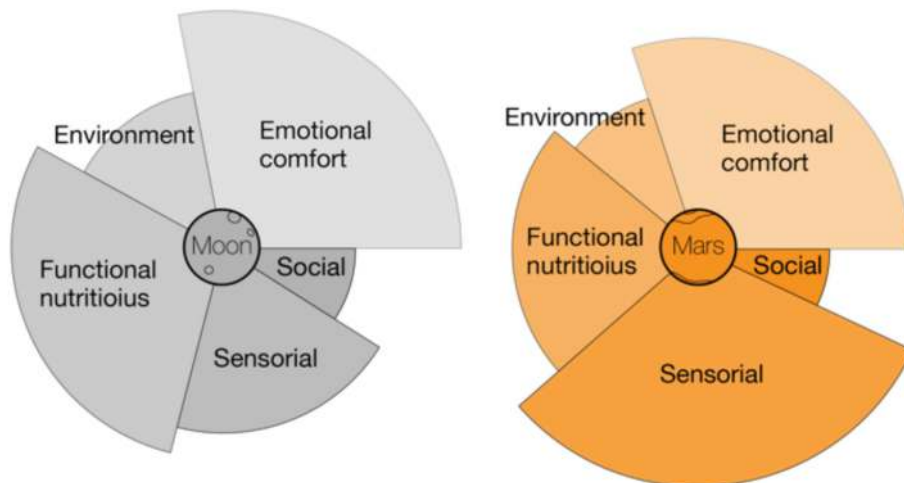 Environment
Emotional
comfort
Moon
Functional
nutritioius
Social
Sensorial
Environment
Emotional
comfort
Mars
Functional
nutritioius
Social
Sensorial